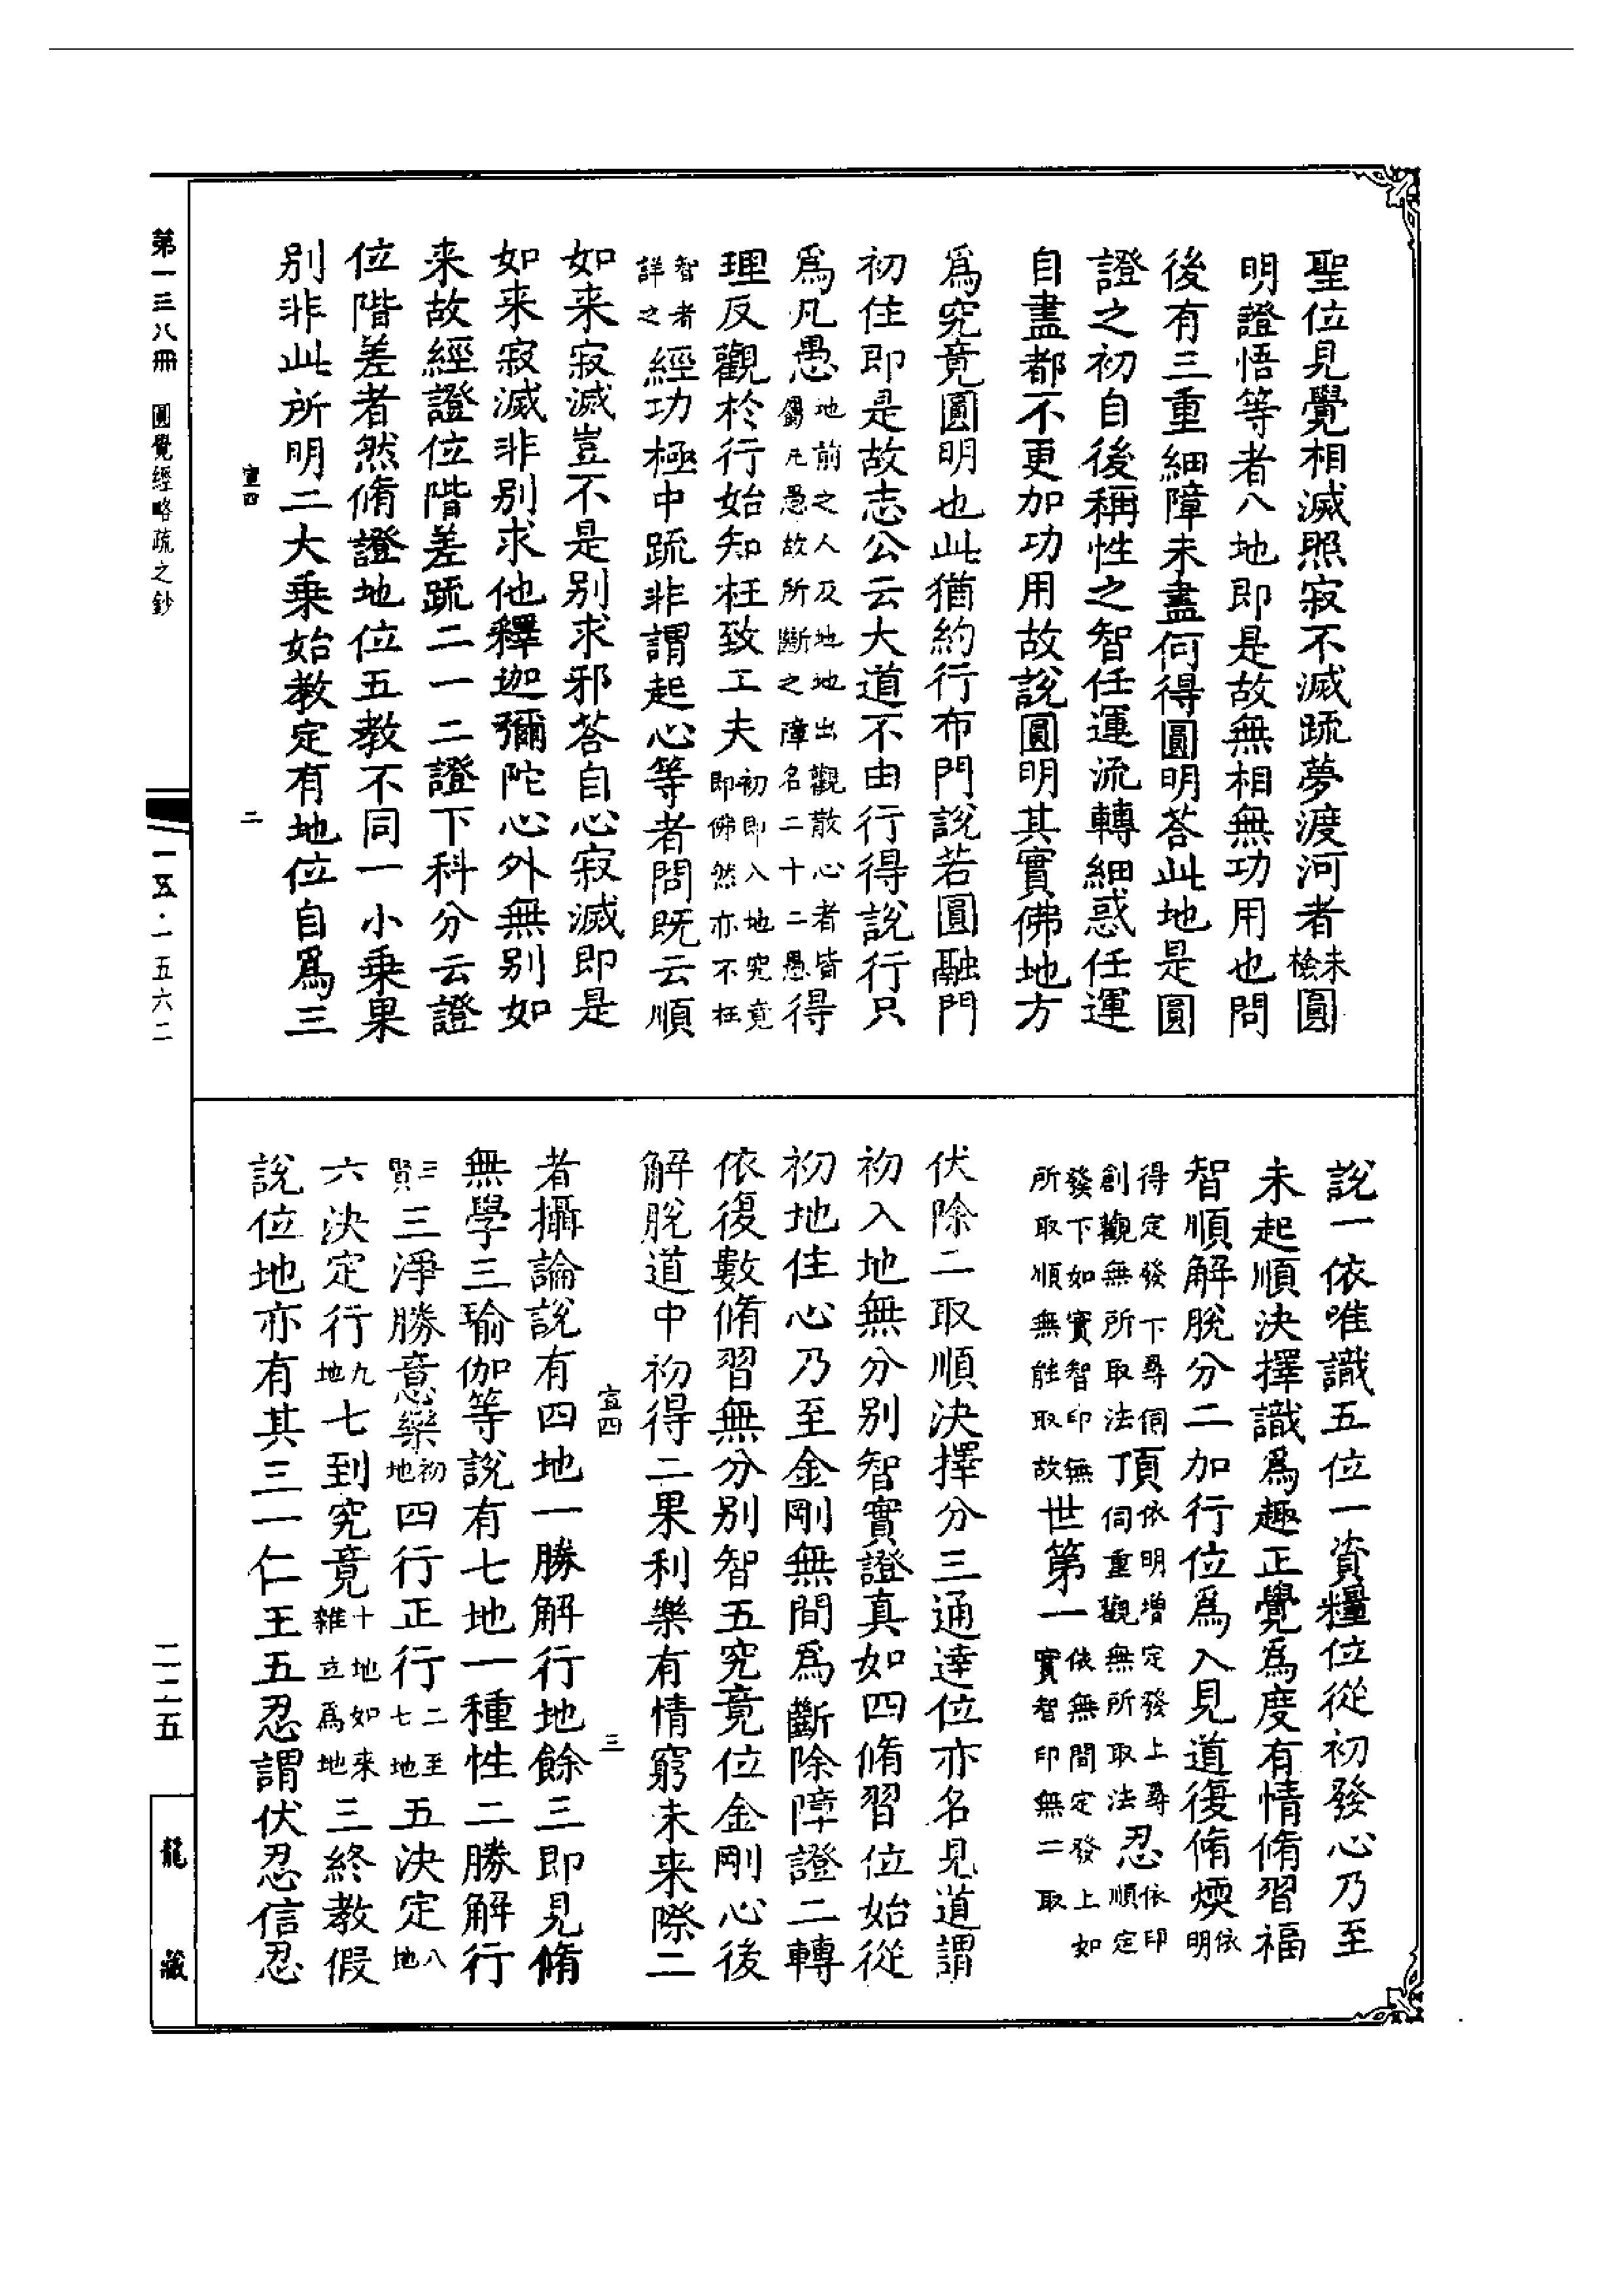 聖位見覺相滅照寂不滅疏夢渡河者未檢圓
明證悟等者八地即是故無相無功用也問
後有三重細障未盡何得圓明荅此地是圓
證之初自後稱性之智任運流轉細惑任運
自盡都不更加功用故說圓明其實佛地方
為究竟圓明也此猶約行布門說若圓融門
初住即是故志公云大道不由行得說行只
為凡愚地前之人及地地出觀散心者皆屬凡愚故所斷之障名二十二愚得
理反觀於行始知枉致工夫初即入地究竟即佛然亦不枉
智者詳之經功極中疏非謂起心等者問既云順
如来寂滅豈不是别求邪荅自心寂滅即是
如来寂滅非别求他釋迦彌陀心外無别如
来故經證位階差疏二一二證下科分云證
位階差者然脩證地位五教不同一小乗果
别非此所明二大乗始教定有地位自為三
宣四
二
說一依唯識五位一資糧位從初發心乃至
未起順決擇識為趣正覺為度有情脩習福
智順解脫分二加行位為入見道復脩煗依明
得定發下尋伺創觀無所取法頂依明增定發上尋伺重觀無所取法忍依印順定
發下如實智印無所取順無能取故世第一依無間定發上如實智印無二取
伏除二取順決擇分三通達位亦名見道謂
初入地無分别智實證真如四脩習位始從
初地住心乃至金剛無間為斷除障證二轉
依復數脩習無分别智五究竟位金剛心後
解脫道中初得二果利樂有情窮未来際二
宣四
三
者攝論說有四地一勝解行地餘三即見脩
無學三瑜伽等說有七地一種性二勝解行
三賢三淨勝意樂初地四行正行二至七地五決定八地
六決定行九地七到究竟十地如来雜立為地三終教假
說位地亦有其三一仁王五忍謂伏忍信忍
第一三八冊 圓覺經略疏之鈔
一五·一五六二
二二五
龍藏